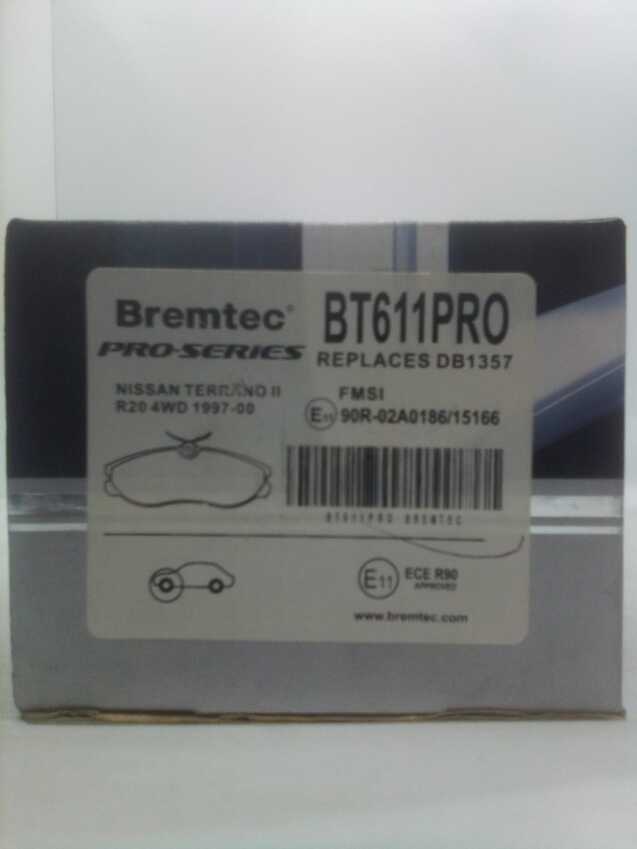 Bremtec®
PRO-SERIES
BT611PRO
REPLACES DB1357
NISSAN TERRANO II
R20 4WD 1997-00
FMSI
E11 90R-02A0186/15166
BT611PRO BREMTEC
E11 ECE R90
APPROVED
www.bremtec.com